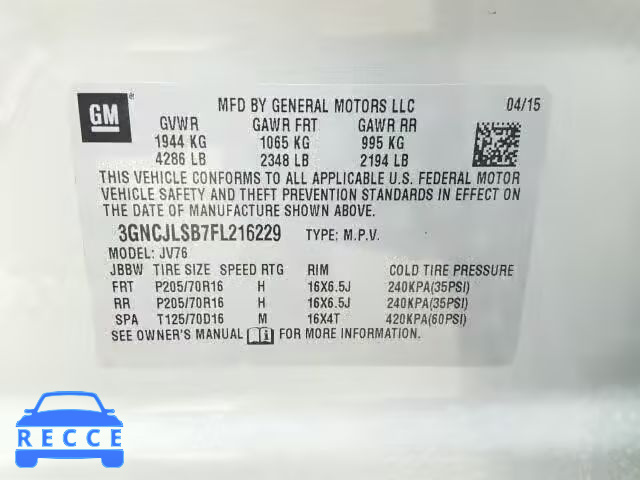 GM
MFD BY GENERAL MOTORS LLC 04/15
GVWR GAWR FRT GAWR RR
1944 KG 1065 KG 995 KG
4286 LB 2348 LB 2194 LB
THIS VEHICLE CONFORMS TO ALL APPLICABLE U.S. FEDERAL MOTOR
VEHICLE SAFETY AND THEFT PREVENTION STANDARDS IN EFFECT ON
THE DATE OF MANUFACTURE SHOWN ABOVE.
3GNCJLSB7FL216229 TYPE: M.P.V.
MODEL: JV76
JBBW TIRE SIZE SPEED RTG RIM COLD TIRE PRESSURE
FRT P205/70R16 H 16X6.5J 240KPA(35PSI)
RR P205/70R16 H 16X6.5J 240KPA(35PSI)
SPA T125/70D16 M 16X4T 420KPA(60PSI)
SEE OWNER'S MANUAL FOR MORE INFORMATION.
RECCE